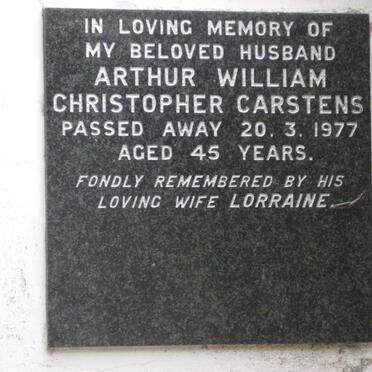 IN LOVING MEMORY OF
MY BELOVED HUSBAND
ARTHUR WILLIAM
CHRISTOPHER CARSTENS
PASSED AWAY 20. 3. 1977
AGED 45 YEARS.
FONDLY REMEMBERED BY HIS
LOVING WIFE LORRAINE.